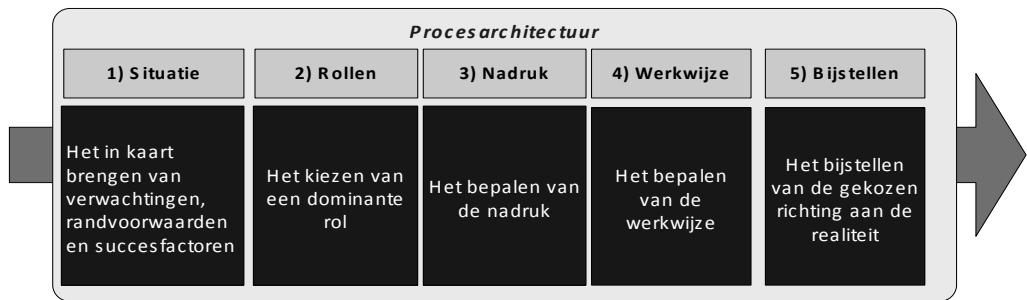 Procesarchitectuur
1) Situatie
2) Rollen
3) Nadruk
4) Werkwijze
5) Bijstellen
Het in kaart
brengen van
verwachtingen,
randvoorwaarden
en succesfactoren
Het kiezen van
een dominante
rol
Het bepalen van
de nadruk
Het bepalen
van de
werkwijze
Het bijstellen
van de gekozen
richting aan de
realiteit